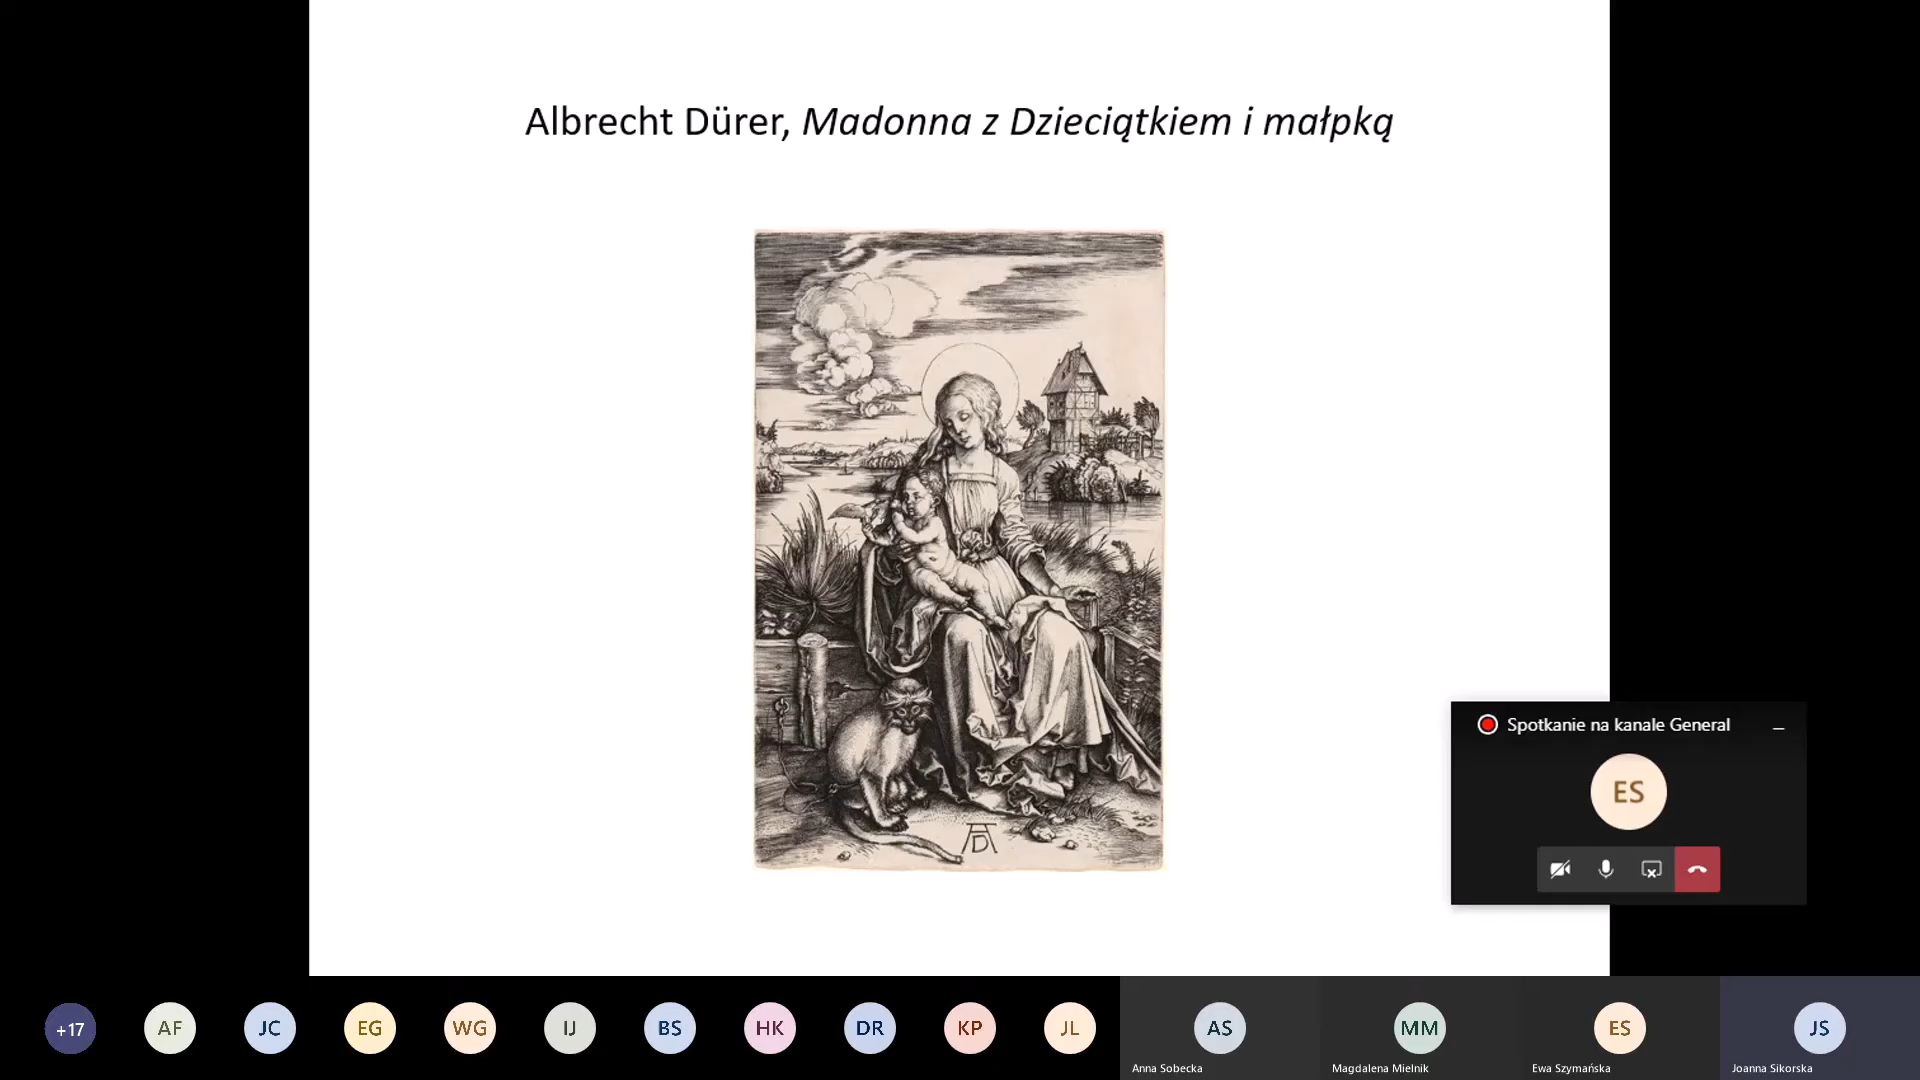 Albrecht Dürer, Madonna z Dzieciątkiem i małpką
AD
Spotkanie na kanale General
ES
+17
AF
JC
EG
WG
IJ
BS
HK
DR
KP
JL
AS
MM
ES
JS
Anna Sobecka
Magdalena Mielnik
Ewa Szymańska
Joanna Sikorska